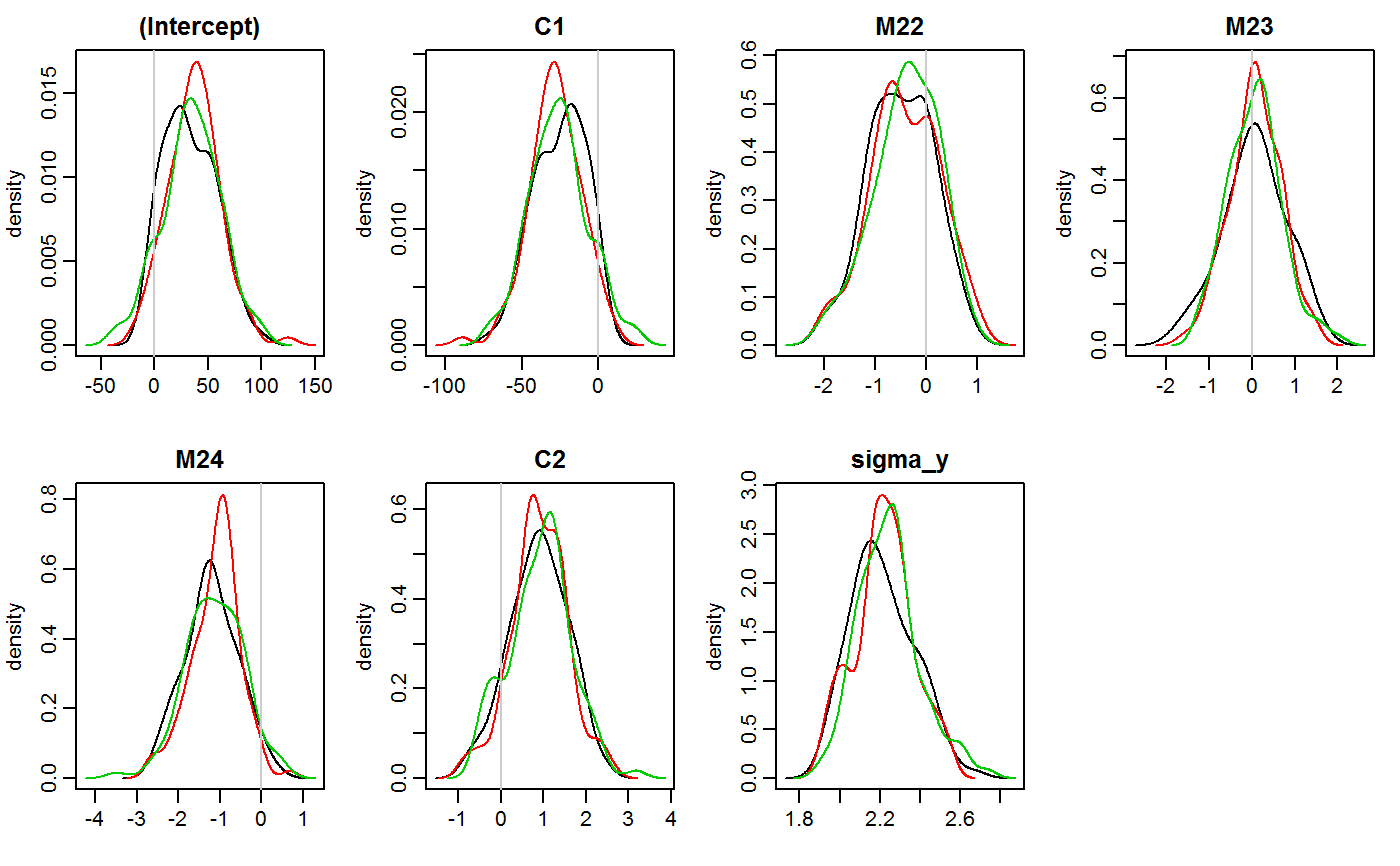 (Intercept)
density
0.000 0.005 0.010 0.015
-50 0 50 100 150
C1
density
0.000 0.010 0.020
-100 -50 0
M22
density
0.0 0.1 0.2 0.3 0.4 0.5 0.6
-2 -1 0 1
M23
density
0.0 0.2 0.4 0.6
-2 -1 0 1 2
M24
density
0.0 0.2 0.4 0.6 0.8
-4 -3 -2 -1 0 1
C2
density
0.0 0.2 0.4 0.6
-1 0 1 2 3 4
sigma_y
density
0.0 0.5 1.0 1.5 2.0 2.5 3.0
1.8 2.2 2.6